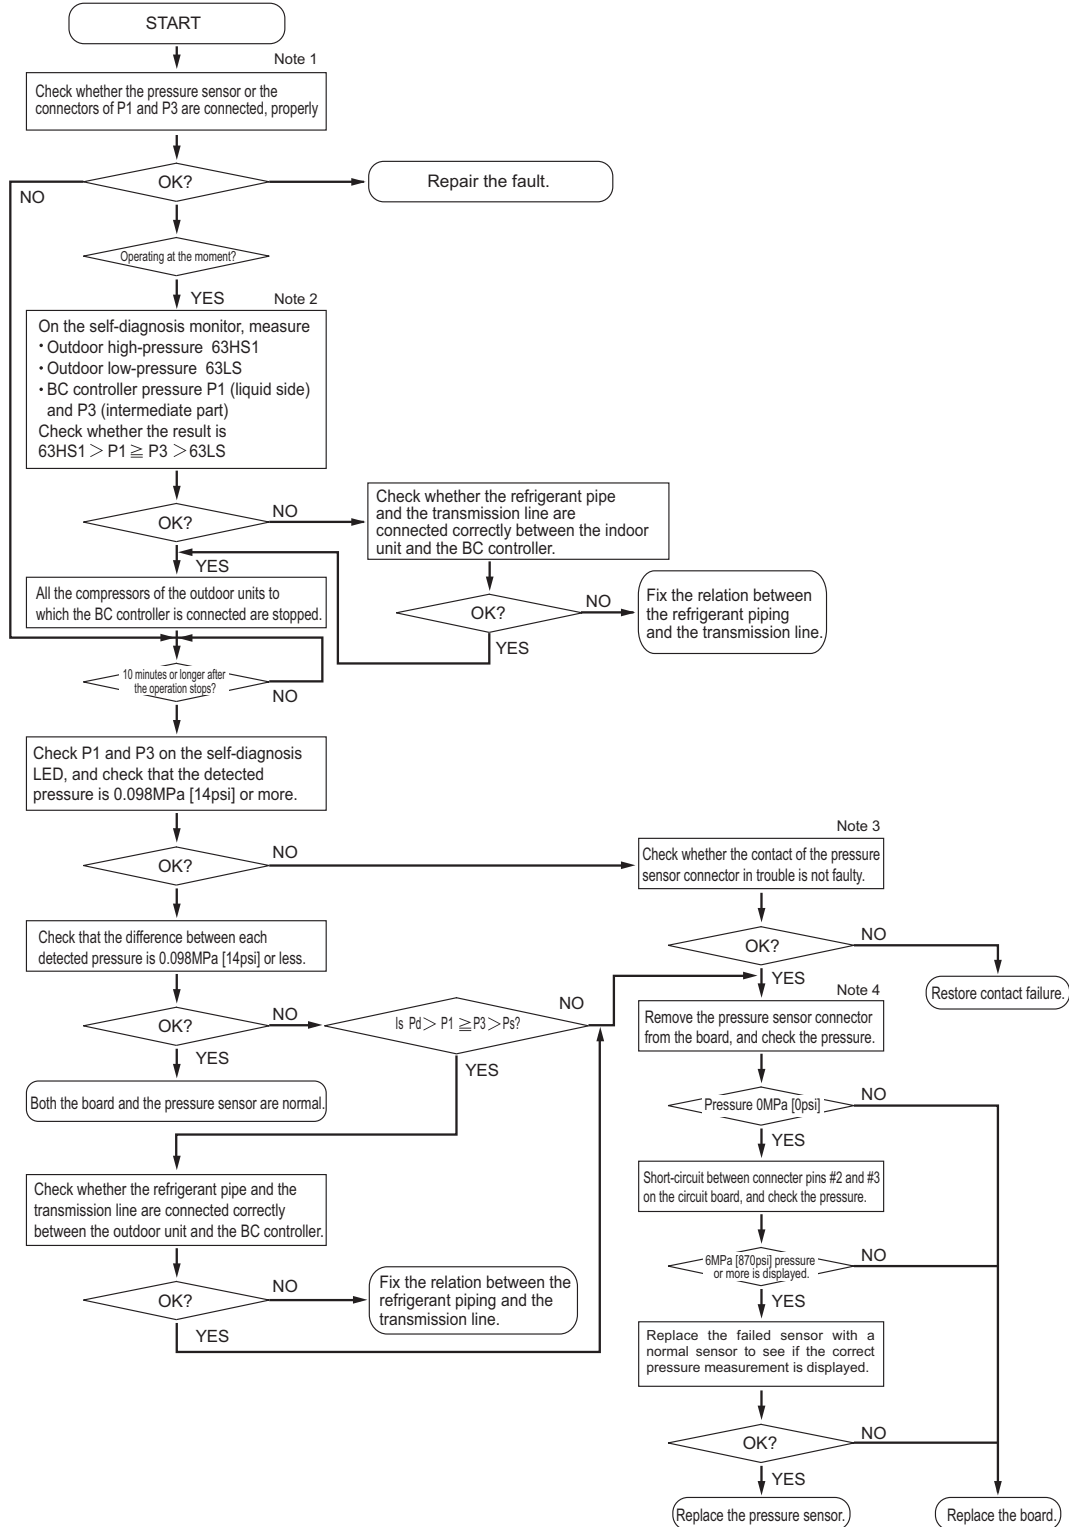 START
Note 1
Check whether the pressure sensor or the
connectors of P1 and P3 are connected, properly
OK?
NO
Repair the fault.
Operating at the moment?
YES
Note 2
On the self-diagnosis monitor, measure
・Outdoor high-pressure 63HS1
・Outdoor low-pressure 63LS
・BC controller pressure P1 (liquid side)
and P3 (intermediate part)
Check whether the result is
63HS1＞P1≧P3＞63LS
OK?
NO
YES
Check whether the refrigerant pipe
and the transmission line are
connected correctly between the indoor
unit and the BC controller.
All the compressors of the outdoor units to
which the BC controller is connected are stopped.
OK?
NO
YES
Fix the relation between
the refrigerant piping
and the transmission line.
10 minutes or longer after
the operation stops?
NO
Check P1 and P3 on the self-diagnosis
LED, and check that the detected
pressure is 0.098MPa [14psi] or more.
OK?
NO
Note 3
Check whether the contact of the pressure
sensor connector in trouble is not faulty.
Check that the difference between each
detected pressure is 0.098MPa [14psi] or less.
OK?
NO
YES
Restore contact failure.
OK?
NO
YES
Is Pd＞P1≧P3＞Ps?
NO
YES
Note 4
Remove the pressure sensor connector
from the board, and check the pressure.
Both the board and the pressure sensor are normal.
Pressure 0MPa [0psi]
NO
YES
Check whether the refrigerant pipe and the
transmission line are connected correctly
between the outdoor unit and the BC controller.
Short-circuit between connecter pins #2 and #3
on the circuit board, and check the pressure.
OK?
NO
YES
Fix the relation between the
refrigerant piping and the
transmission line.
6MPa [870psi] pressure
or more is displayed.
NO
YES
Replace the failed sensor with a
normal sensor to see if the correct
pressure measurement is displayed.
OK?
NO
YES
Replace the pressure sensor.
Replace the board.